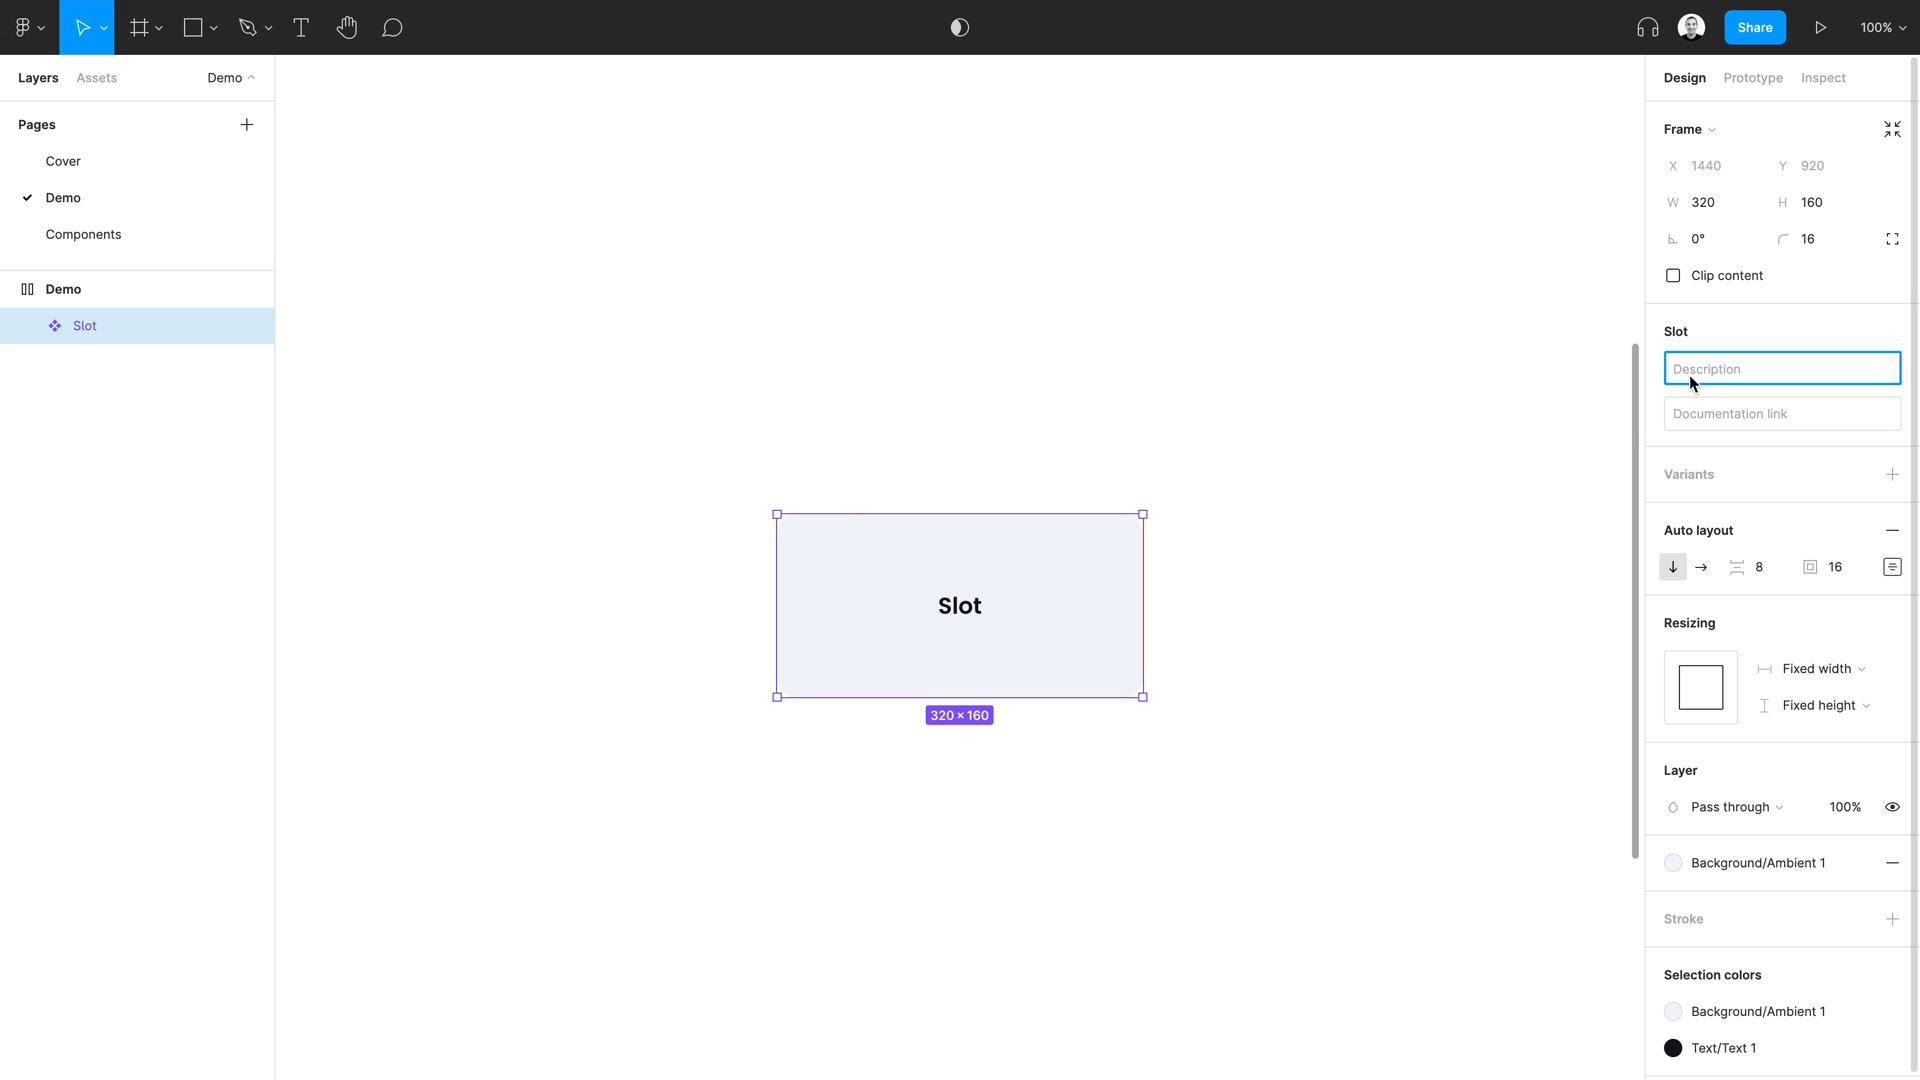 Share
100%
Layers
Assets
Demo
Pages
Cover
Demo
Components
Demo
Slot
Slot
320 × 160
Design
Prototype
Inspect
Frame
X 1440
Y 920
W 320
H 160
0°
16
Clip content
Slot
Description
Documentation link
Variants
Auto layout
8
16
Resizing
Fixed width
Fixed height
Layer
Pass through
100%
Background/Ambient 1
Stroke
Selection colors
Background/Ambient 1
Text/Text 1